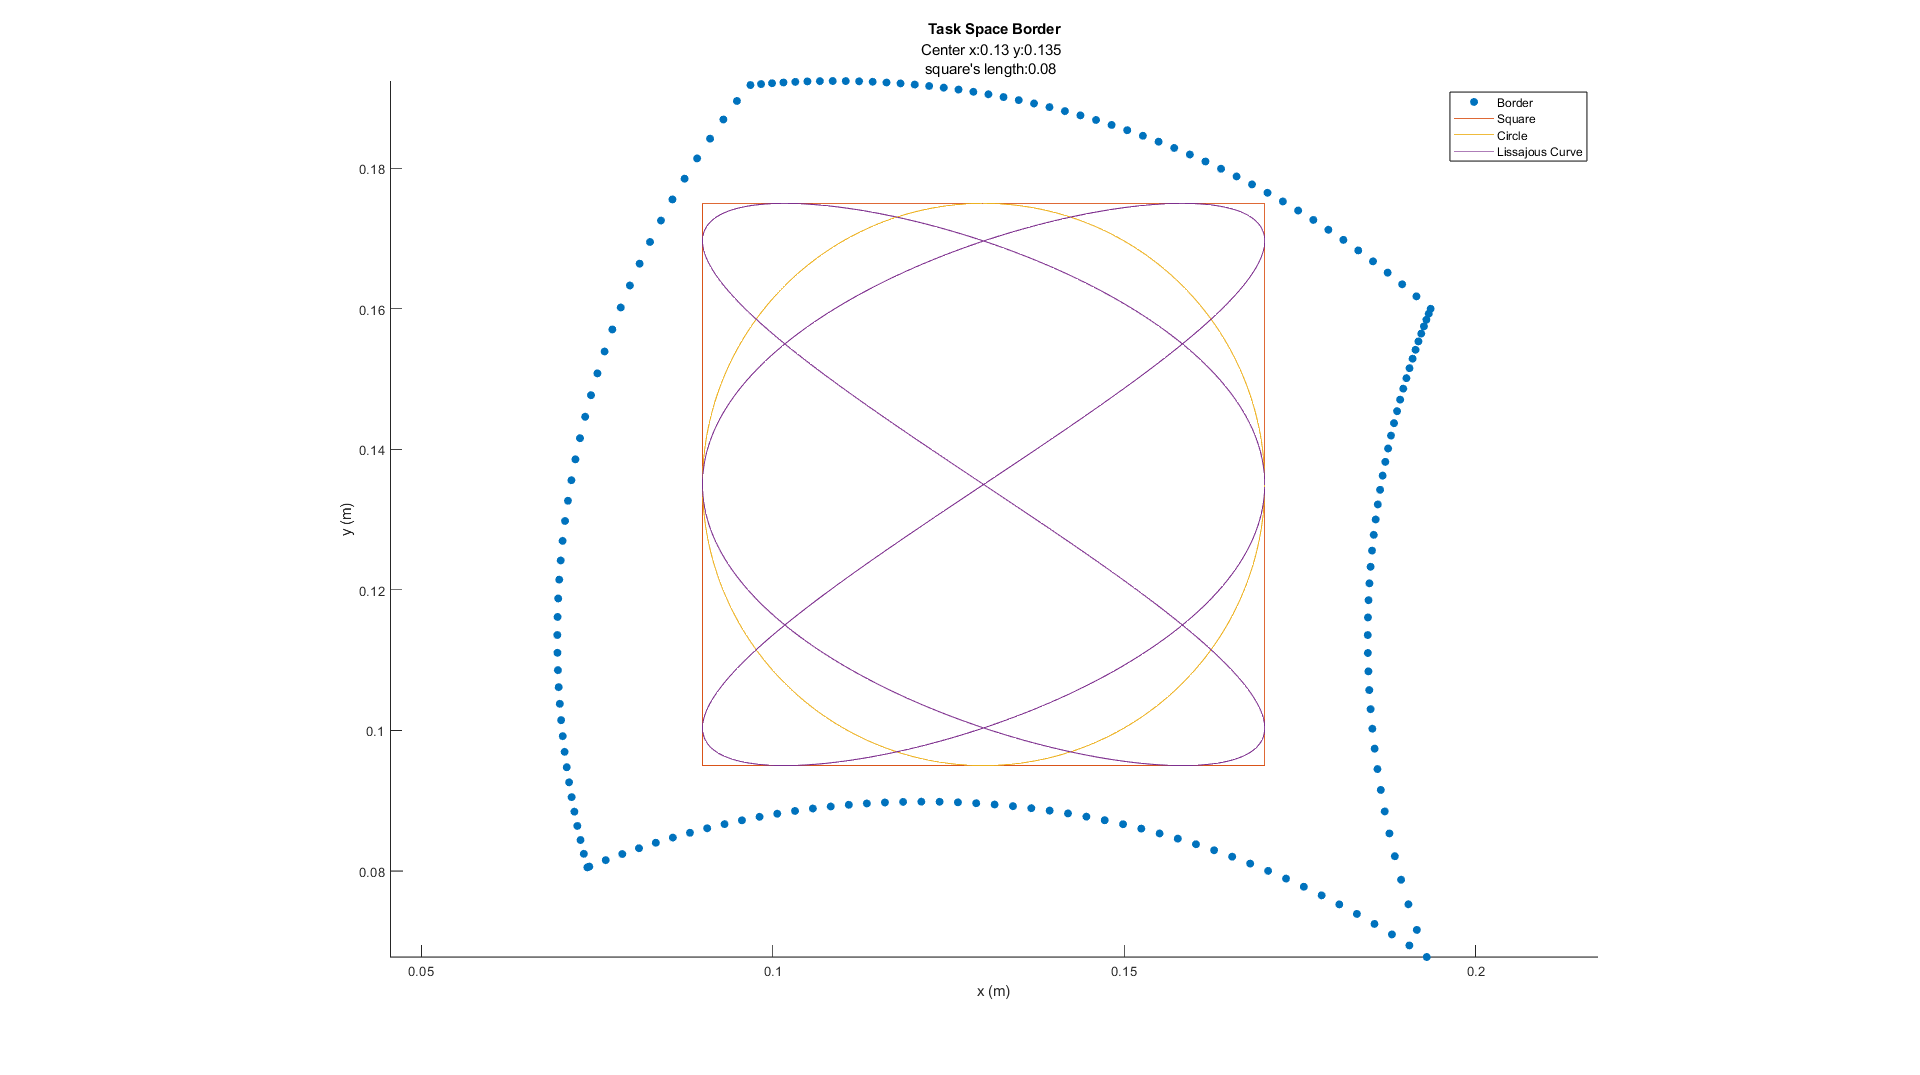 Task Space Border
Center x:0.13 y:0.135
square's length:0.08
Border
Square
Circle
Lissajous Curve
0.18
0.16
0.14
0.12
0.1
0.08
y (m)
0.05
0.1
0.15
0.2
x (m)